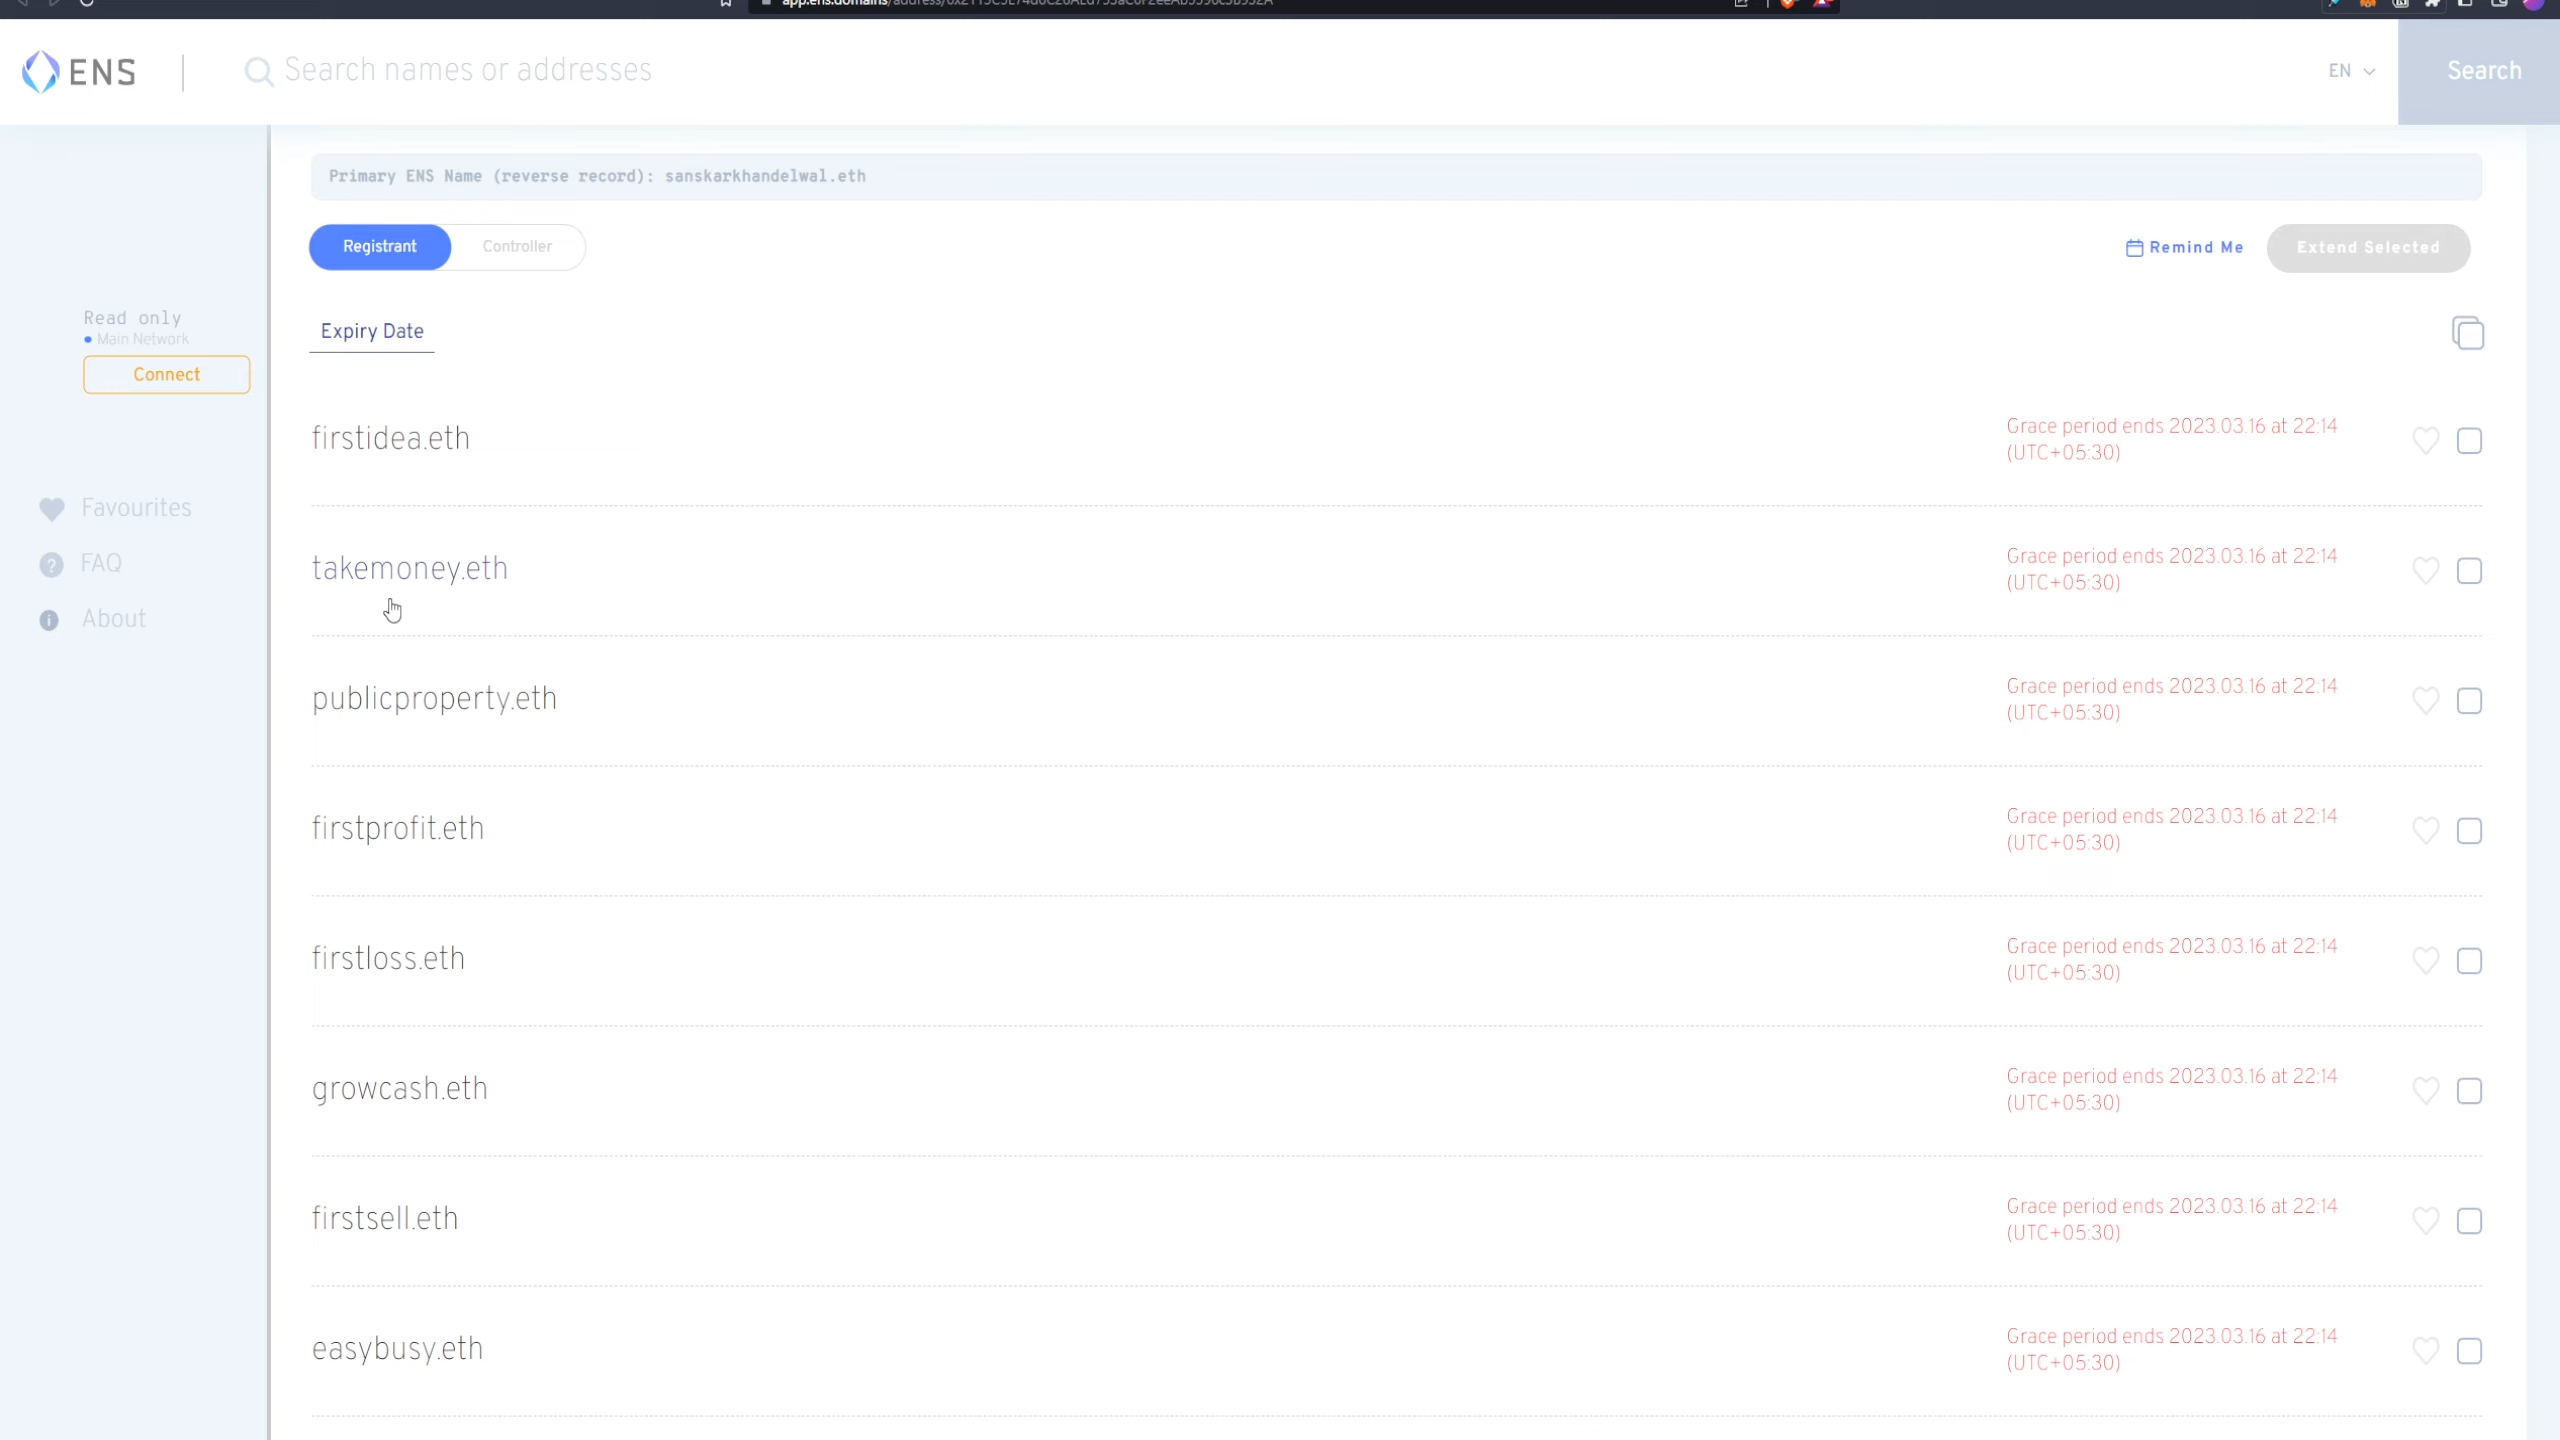 app.ens.domains/address/
ENS
Search names or addresses
EN
Search
Primary ENS Name (reverse record): sanskarkhandelwal.eth
Registrant
Controller
Remind Me
Extend Selected
Read only
Main Network
Connect
Expiry Date
Favourites
FAQ
About
firstidea.eth
Grace period ends 2023.03.16 at 22:14
(UTC+05:30)
takemoney.eth
Grace period ends 2023.03.16 at 22:14
(UTC+05:30)
publicproperty.eth
Grace period ends 2023.03.16 at 22:14
(UTC+05:30)
firstprofit.eth
Grace period ends 2023.03.16 at 22:14
(UTC+05:30)
firstloss.eth
Grace period ends 2023.03.16 at 22:14
(UTC+05:30)
growcash.eth
Grace period ends 2023.03.16 at 22:14
(UTC+05:30)
firstsell.eth
Grace period ends 2023.03.16 at 22:14
(UTC+05:30)
easybusy.eth
Grace period ends 2023.03.16 at 22:14
(UTC+05:30)